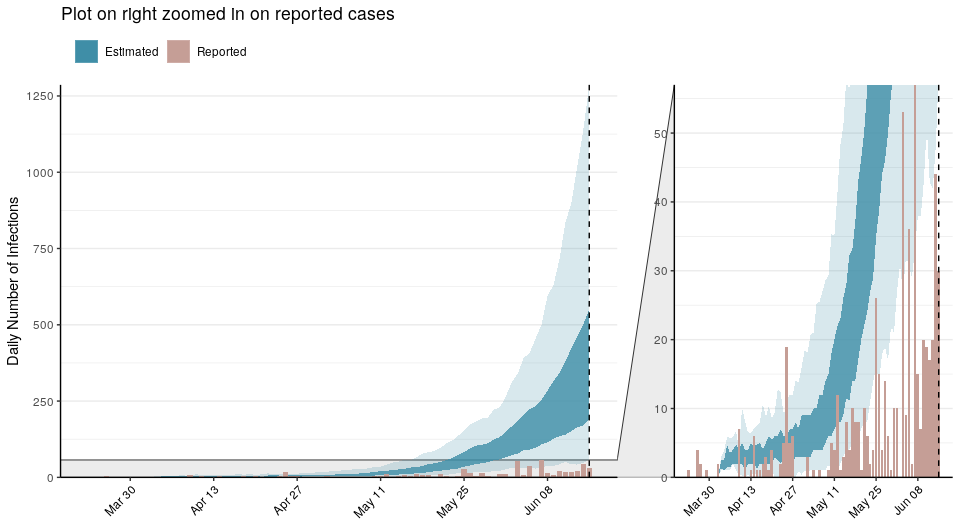 Plot on right zoomed in on reported cases
Estimated
Reported
Daily Number of Infections
1250
1000
750
500
250
0
Mar 30
Apr 13
Apr 27
May 11
May 25
Jun 08
50
40
30
20
10
0
Mar 30
Apr 13
Apr 27
May 11
May 25
Jun 08